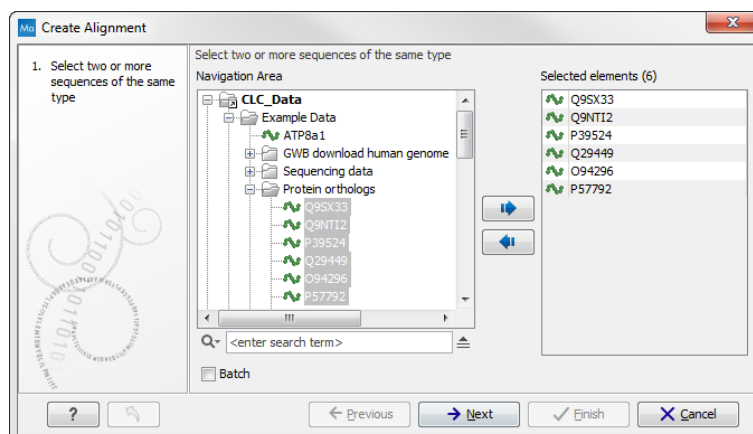 Ma Create Alignment
1. Select two or more
sequences of the same
type
Select two or more sequences of the same type
Navigation Area
CLC_Data
Example Data
ATP8a1
GWB download human genome
Sequencing data
Protein orthologs
Q9SX33
Q9NTI2
P39524
Q29449
O94296
P57792
<enter search term>
Batch
Selected elements (6)
Q9SX33
Q9NTI2
P39524
Q29449
O94296
P57792
? Previous Next Finish Cancel